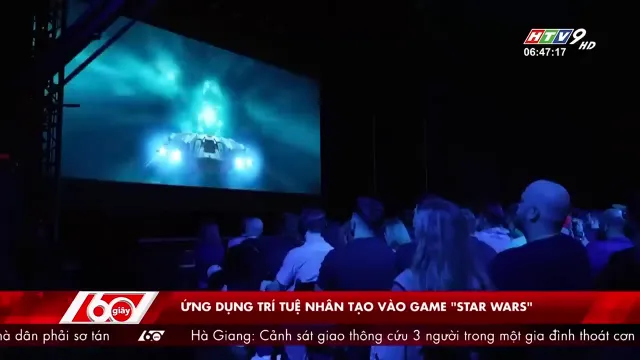 HTV9 HD
06:47:17
60 giây
ỨNG DỤNG TRÍ TUỆ NHÂN TẠO VÀO GAME "STAR WARS"
nà dân phải sơ tán 60 Hà Giang: Cảnh sát giao thông cứu 3 người trong một gia đình thoát cơn